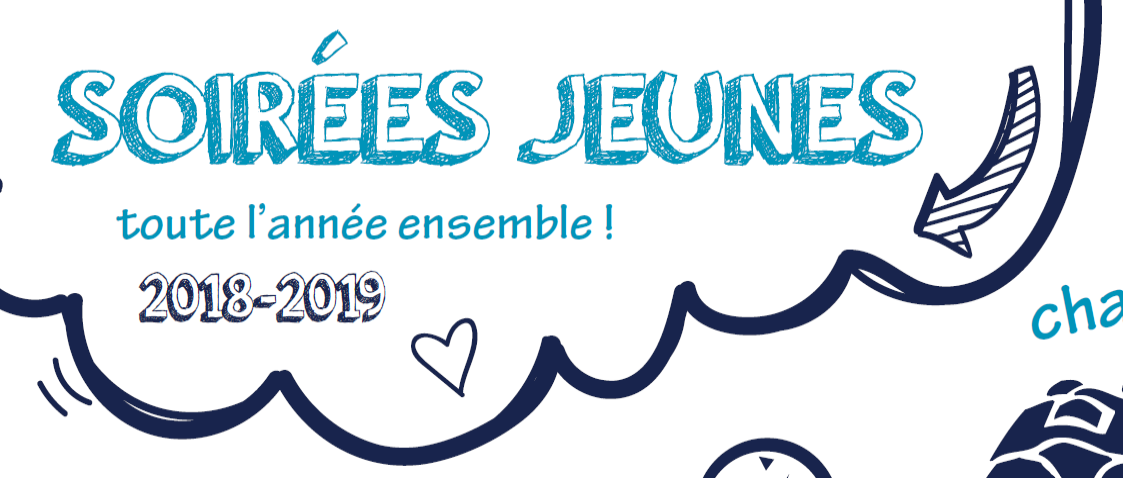 SOIRÉES JEUNES
toute l'année ensemble !
2018-2019